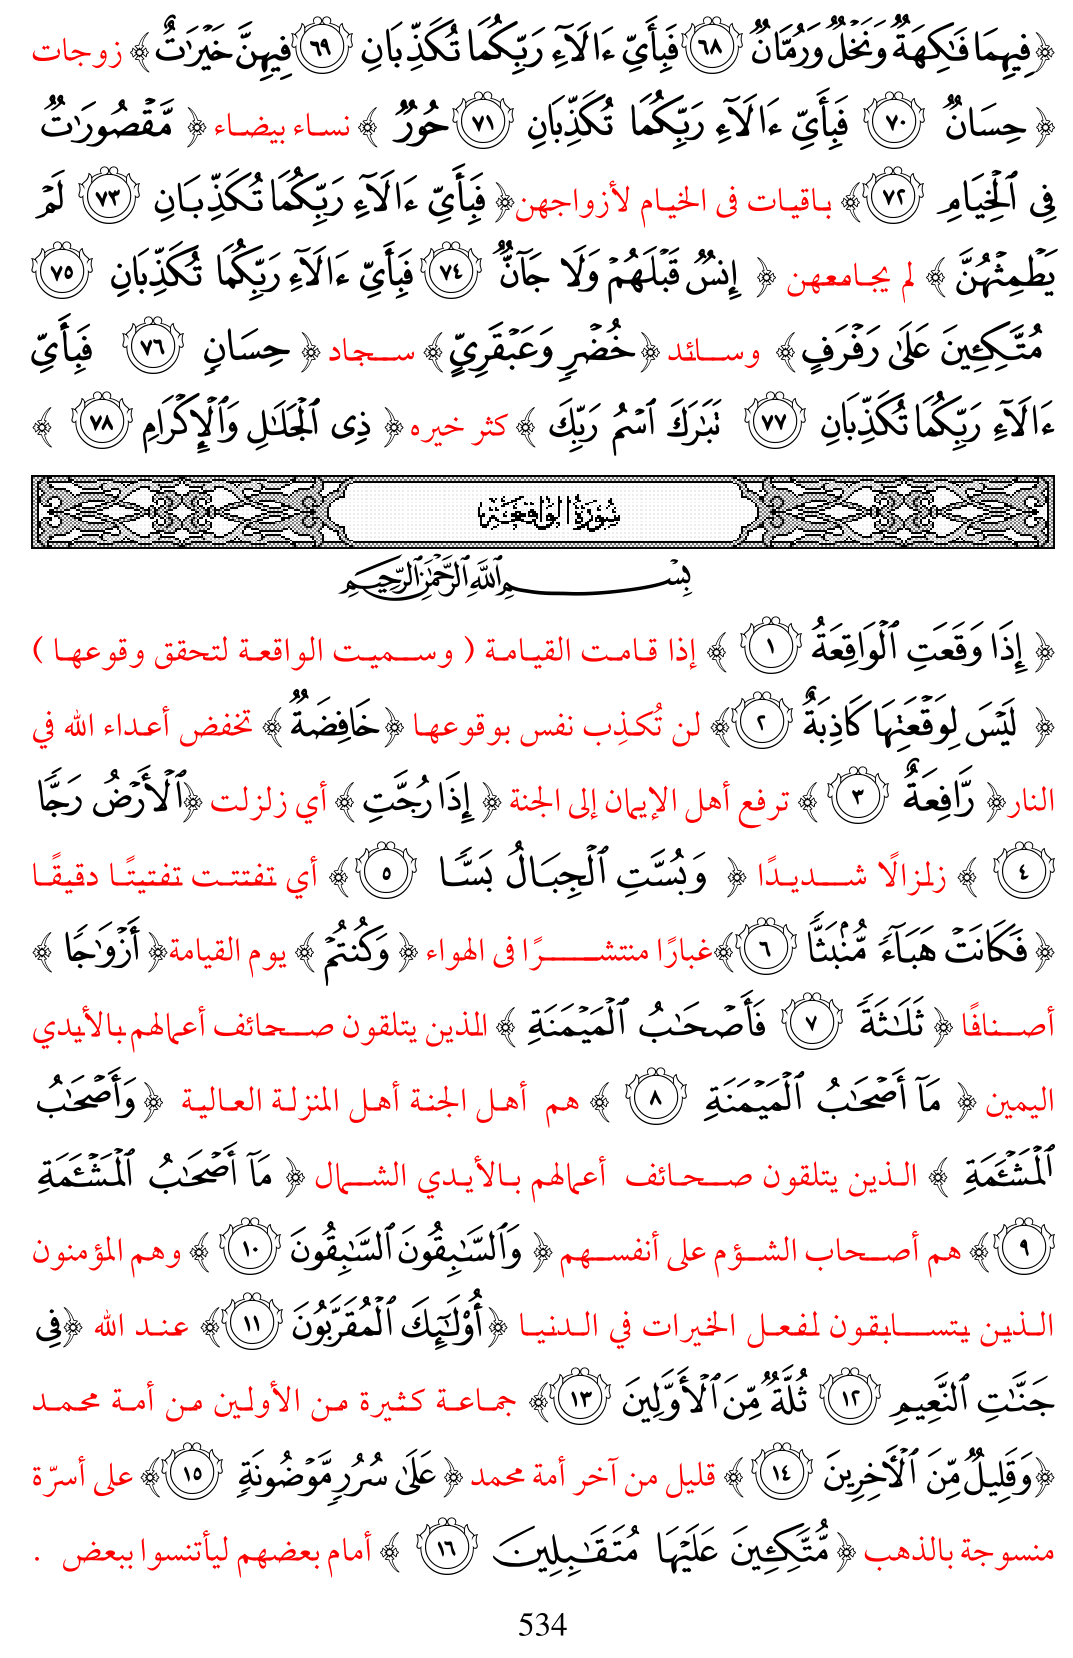 ﴿ فِيهِمَا فَـٰكِهَةٌ وَنَخْلٌ وَرُمَّانٌ ٦٨ فَبِأَىِّ ءَالَآءِ رَبِّكُمَا تُكَذِّبَانِ ٦٩ فِيهِنَّ خَيْرَٰتٌ ﴾ زوجات
﴿ حِسَانٌ ٧٠ فَبِأَىِّ ءَالَآءِ رَبِّكُمَا تُكَذِّبَانِ ٧١ حُورٌ ﴾ نساء بيضاء ﴿ مَّقْصُورَٰتٌ
فِى ٱلْخِيَامِ ٧٢ ﴾ باقيات فى الخيام لأزواجهن ﴿ فَبِأَىِّ ءَالَآءِ رَبِّكُمَا تُكَذِّبَانِ ٧٣ لَمْ
يَطْمِثْهُنَّ ﴾ لم يجامعهن ﴿ إِنسٌ قَبْلَهُمْ وَلَا جَآنٌّ ٧٤ فَبِأَىِّ ءَالَآءِ رَبِّكُمَا تُكَذِّبَانِ ٧٥
مُتَّكِـِٔينَ عَلَىٰ رَفْرَفٍ ﴾ وسائد ﴿ خُضْرٍ وَعَبْقَرِىٍّ ﴾ سجاد ﴿ حِسَانٍ ٧٦ فَبِأَىِّ
ءَالَآءِ رَبِّكُمَا تُكَذِّبَانِ ٧٧ تَبَـٰرَكَ ٱسْمُ رَبِّكَ ﴾ كثر خيره ﴿ ذِى ٱلْجَلَـٰلِ وَٱلْإِكْرَامِ ٧٨ ﴾
سُورَةُ الوَاقِعَةِ
بِسْمِ ٱللَّهِ ٱلرَّحْمَـٰنِ ٱلرَّحِيمِ
﴿ إِذَا وَقَعَتِ ٱلْوَاقِعَةُ ١ ﴾ إذا قامت القيامة ( وسميت الواقعة لتحقق وقوعها )
﴿ لَيْسَ لِوَقْعَتِهَا كَاذِبَةٌ ٢ ﴾ لن تُكذِب نفس بوقوعها ﴿ خَافِضَةٌ ﴾ تخفض أعداء الله في
النار ﴿ رَّافِعَةٌ ٣ ﴾ ترفع أهل الإيمان إلى الجنة ﴿ إِذَا رُجَّتِ ﴾ أي زلزلت ﴿ ٱلْأَرْضُ رَجًّا
٤ ﴾ زلزالًا شديدًا ﴿ وَبُسَّتِ ٱلْجِبَالُ بَسًّا ٥ ﴾ أي تفتتت تفتيتًا دقيقًا
﴿ فَكَانَتْ هَبَآءً مُّنۢبَثًّا ٦ ﴾ غبارًا منتشرًا فى الهواء ﴿ وَكُنتُمْ ﴾ يوم القيامة ﴿ أَزْوَٰجًا ﴾
أصنافًا ﴿ ثَلَـٰثَةً ٧ فَأَصْحَـٰبُ ٱلْمَيْمَنَةِ ﴾ الذين يتلقون صحائف أعمالهم بالأيدي
اليمين ﴿ مَآ أَصْحَـٰبُ ٱلْمَيْمَنَةِ ٨ ﴾ هم أهل الجنة أهل المنزلة العالية ﴿ وَأَصْحَـٰبُ
ٱلْمَشْـَٔمَةِ ﴾ الذين يتلقون صحائف أعمالهم بالأيدي الشمال ﴿ مَآ أَصْحَـٰبُ ٱلْمَشْـَٔمَةِ
٩ ﴾ هم أصحاب الشؤم على أنفسهم ﴿ وَٱلسَّـٰبِقُونَ ٱلسَّـٰبِقُونَ ١٠ ﴾ وهم المؤمنون
الذين يتسابقون لفعل الخيرات في الدنيا ﴿ أُو۟لَـٰٓئِكَ ٱلْمُقَرَّبُونَ ١١ ﴾ عند الله ﴿ فِى
جَنَّـٰتِ ٱلنَّعِيمِ ١٢ ثُلَّةٌ مِّنَ ٱلْأَوَّلِينَ ١٣ ﴾ جماعة كثيرة من الأولين من أمة محمد
﴿ وَقَلِيلٌ مِّنَ ٱلْـَٔاخِرِينَ ١٤ ﴾ قليل من آخر أمة محمد ﴿ عَلَىٰ سُرُرٍ مَّوْضُونَةٍ ١٥ ﴾ على أسرّة
منسوجة بالذهب ﴿ مُّتَّكِـِٔينَ عَلَيْهَا مُتَقَـٰبِلِينَ ١٦ ﴾ أمام بعضهم ليأتنسوا ببعض .
534